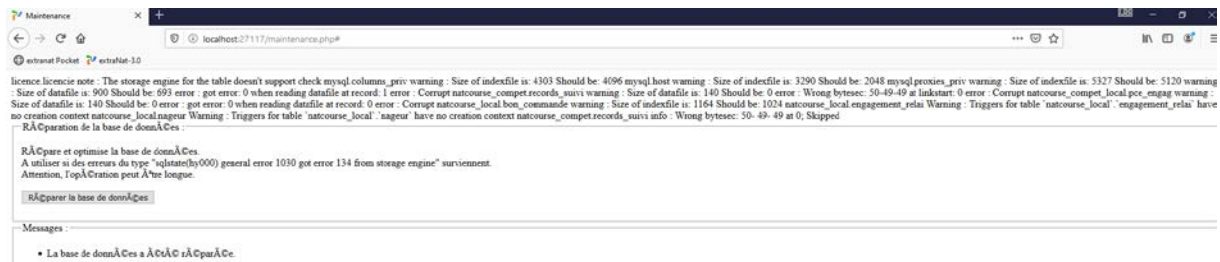 Maintenance
localhost:27117/maintenance.php#
extranat Pocket extraNat-3.0
licence.licencie note : The storage engine for the table doesn't support check mysql.columns_priv warning : Size of indexfile is: 4303 Should be: 4096 mysql.host warning : Size of indexfile is: 3290 Should be: 2048 mysql.proxies_priv warning : Size of indexfile is: 5327 Should be: 5120 warning
: Size of datafile is: 900 Should be: 693 error : got error: 0 when reading datafile at record: 1 error : Corrupt natcourse_compet.records_suivi warning : Size of datafile is: 140 Should be: 0 error : Wrong bytesec: 50-49-49 at linkstart: 0 error : Corrupt natcourse_compet_local.pce_engag warning :
Size of datafile is: 140 Should be: 0 error : got error: 0 when reading datafile at record: 0 error : Corrupt natcourse_local.bon_commande warning : Size of indexfile is: 1164 Should be: 1024 natcourse_local.engagement_relai Warning : Triggers for table `natcourse_local`.`engagement_relai` have
no creation context natcourse_local.nageur Warning : Triggers for table `natcourse_local`.`nageur` have no creation context natcourse_compet.records_suivi info : Wrong bytesec: 50- 49- 49 at 0; Skipped
RÃ©paration de la base de donnÃ©es :
RÃ©pare et optimise la base de donnÃ©es.
A utiliser si des erreurs du type "sqlstate(hy000) general error 1030 got error 134 from storage engine" surviennent.
Attention, l'opÃ©ration peut Ãªtre longue.
RÃ©parer la base de donnÃ©es
Messages :
• La base de donnÃ©es a Ã©tÃ© rÃ©parÃ©e.